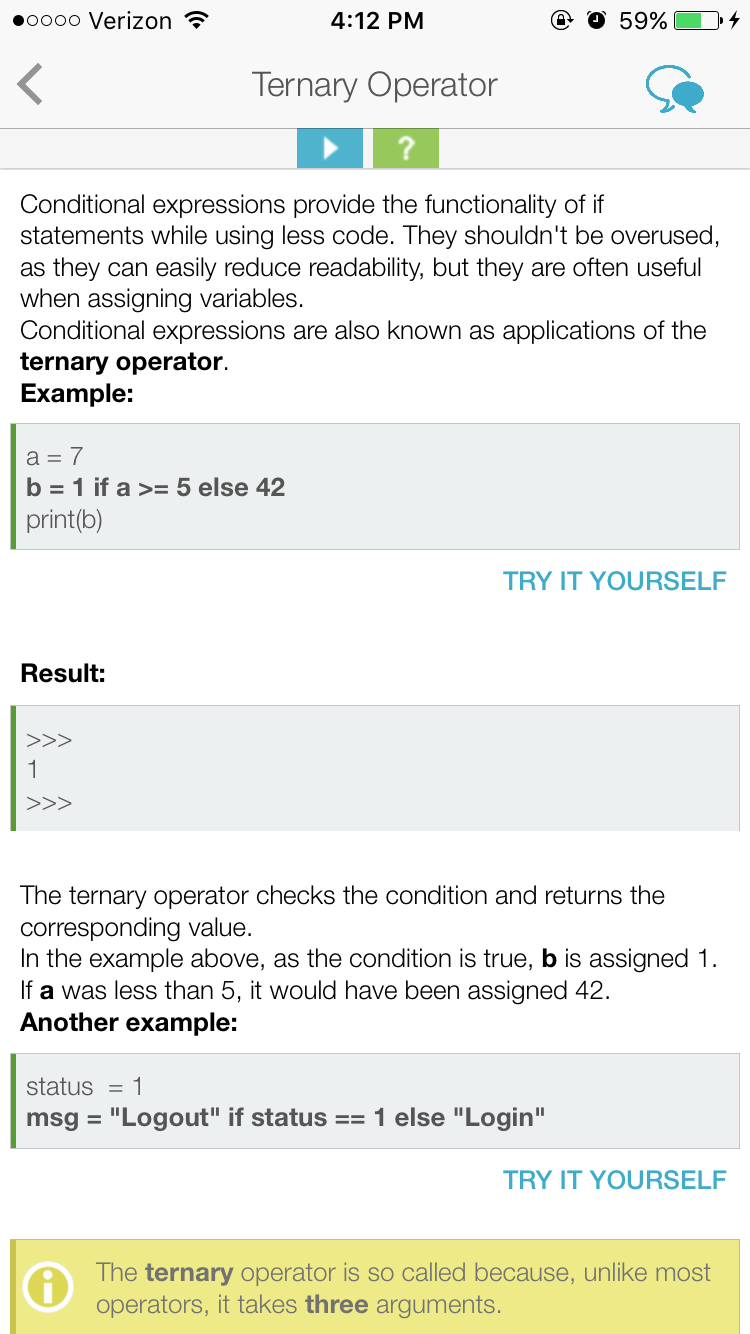 Verizon 4:12 PM 59%
Ternary Operator
?
Conditional expressions provide the functionality of if
statements while using less code. They shouldn't be overused,
as they can easily reduce readability, but they are often useful
when assigning variables.
Conditional expressions are also known as applications of the
ternary operator.
Example:
a = 7
b = 1 if a >= 5 else 42
print(b)
TRY IT YOURSELF
Result:
>>>
1
>>>
The ternary operator checks the condition and returns the
corresponding value.
In the example above, as the condition is true, b is assigned 1.
If a was less than 5, it would have been assigned 42.
Another example:
status  = 1
msg = "Logout" if status == 1 else "Login"
TRY IT YOURSELF
The ternary operator is so called because, unlike most
operators, it takes three arguments.